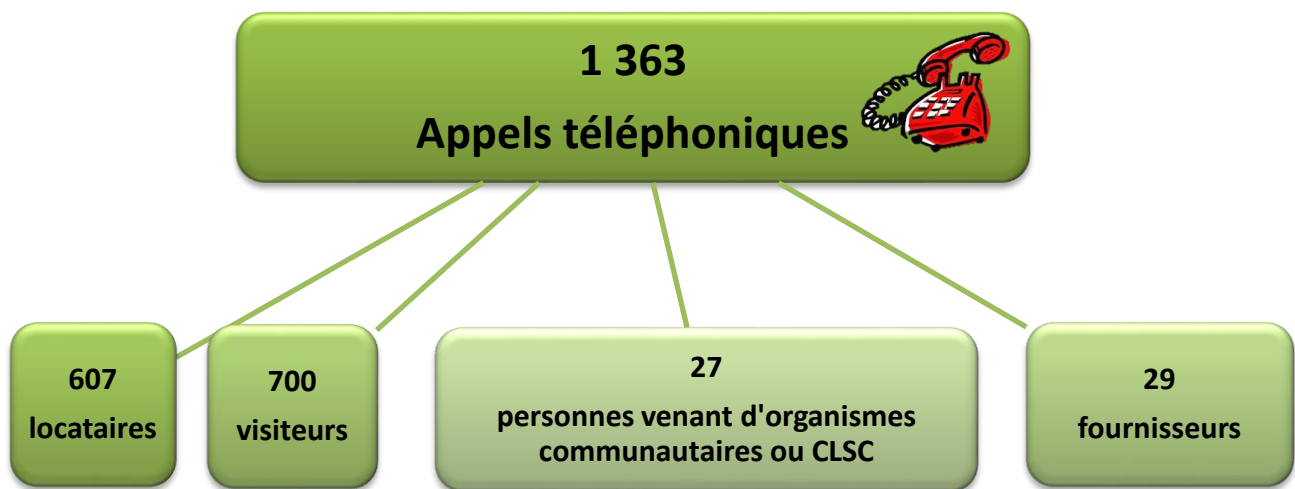 1 363
Appels téléphoniques
607
locataires
700
visiteurs
27
personnes venant d'organismes
communautaires ou CLSC
29
fournisseurs